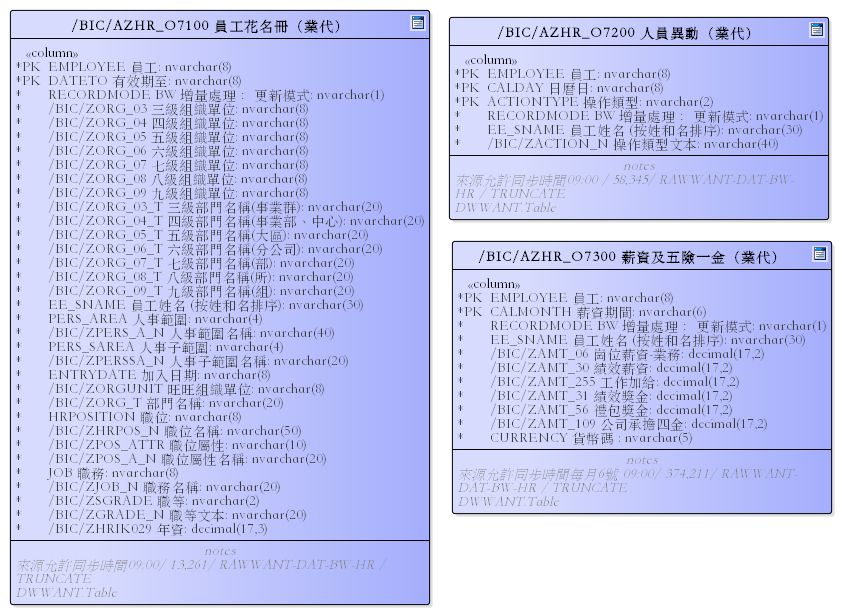 /BIC/AZHR_O7100 員工花名冊（業代）
«column»
*PK EMPLOYEE 員工: nvarchar(8)
*PK DATETO 有效期至: nvarchar(8)
* RECORDMODE BW 增量處理： 更新模式: nvarchar(1)
* /BIC/ZORG_03 三級組織單位: nvarchar(8)
* /BIC/ZORG_04 四級組織單位: nvarchar(8)
* /BIC/ZORG_05 五級組織單位: nvarchar(8)
* /BIC/ZORG_06 六級組織單位: nvarchar(8)
* /BIC/ZORG_07 七級組織單位: nvarchar(8)
* /BIC/ZORG_08 八級組織單位: nvarchar(8)
* /BIC/ZORG_09 九級組織單位: nvarchar(8)
* /BIC/ZORG_03_T 三級部門名稱(事業群): nvarchar(20)
* /BIC/ZORG_04_T 四級部門名稱(事業部、中心): nvarchar(20)
* /BIC/ZORG_05_T 五級部門名稱(大區): nvarchar(20)
* /BIC/ZORG_06_T 六級部門名稱(分公司): nvarchar(20)
* /BIC/ZORG_07_T 七級部門名稱(部): nvarchar(20)
* /BIC/ZORG_08_T 八級部門名稱(所): nvarchar(20)
* /BIC/ZORG_09_T 九級部門名稱(組): nvarchar(20)
* EE_SNAME 員工姓名 (按姓和名排序): nvarchar(30)
* PERS_AREA 人事範圍: nvarchar(4)
* /BIC/ZPERS_A_N 人事範圍名稱: nvarchar(40)
* PERS_SAREA 人事子範圍: nvarchar(4)
* /BIC/ZPERSSA_N 人事子範圍名稱: nvarchar(20)
* ENTRYDATE 加入日期: nvarchar(8)
* /BIC/ZORGUNIT 旺旺組織單位: nvarchar(8)
* /BIC/ZORG_T 部門名稱: nvarchar(20)
* HRPOSITION 職位: nvarchar(8)
* /BIC/ZHRPOS_N 職位名稱: nvarchar(50)
* /BIC/ZPOS_ATTR 職位屬性: nvarchar(10)
* /BIC/ZPOS_A_N 職位屬性名稱: nvarchar(20)
* JOB 職務: nvarchar(8)
* /BIC/ZJOB_N 職務名稱: nvarchar(20)
* /BIC/ZSGRADE 職等: nvarchar(2)
* /BIC/ZGRADE_N 職等文本: nvarchar(20)
* /BIC/ZHRIK029 年資: decimal(17,3)
notes
來源允許同步時間09:00/ 13,261/ RAWWANT-DAT-BW-HR /
TRUNCATE
DWWANT.Table
/BIC/AZHR_O7200 人員異動（業代）
«column»
*PK EMPLOYEE 員工: nvarchar(8)
*PK CALDAY 日曆日: nvarchar(8)
*PK ACTIONTYPE 操作類型: nvarchar(2)
* RECORDMODE BW 增量處理： 更新模式: nvarchar(1)
* EE_SNAME 員工姓名 (按姓和名排序): nvarchar(30)
* /BIC/ZACTION_N 操作類型文本: nvarchar(40)
notes
來源允許同步時間09:00 / 58,345/ RAWWANT-DAT-BW-
HR / TRUNCATE
DWWANT.Table
/BIC/AZHR_O7300 薪資及五險一金（業代）
«column»
*PK EMPLOYEE 員工: nvarchar(8)
*PK CALMONTH 薪資期間: nvarchar(6)
* RECORDMODE BW 增量處理： 更新模式: nvarchar(1)
* EE_SNAME 員工姓名 (按姓和名排序): nvarchar(30)
* /BIC/ZAMT_06 崗位薪資-業務: decimal(17,2)
* /BIC/ZAMT_30 績效薪資: decimal(17,2)
* /BIC/ZAMT_255 工作加給: decimal(17,2)
* /BIC/ZAMT_31 績效獎金: decimal(17,2)
* /BIC/ZAMT_56 禮包獎金: decimal(17,2)
* /BIC/ZAMT_109 公司承擔四金: decimal(17,2)
* CURRENCY 貨幣碼 : nvarchar(5)
notes
來源允許同步時間每月6號 09:00/ 374,211/ RAWWANT-
DAT-BW-HR / TRUNCATE
DWWANT.Table